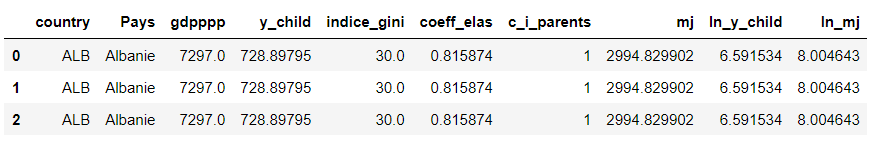 country Pays gdpppp y_child indice_gini coeff_elas c_i_parents mj ln_y_child ln_mj
0 ALB Albanie 7297.0 728.89795 30.0 0.815874 1 2994.829902 6.591534 8.004643
1 ALB Albanie 7297.0 728.89795 30.0 0.815874 1 2994.829902 6.591534 8.004643
2 ALB Albanie 7297.0 728.89795 30.0 0.815874 1 2994.829902 6.591534 8.004643